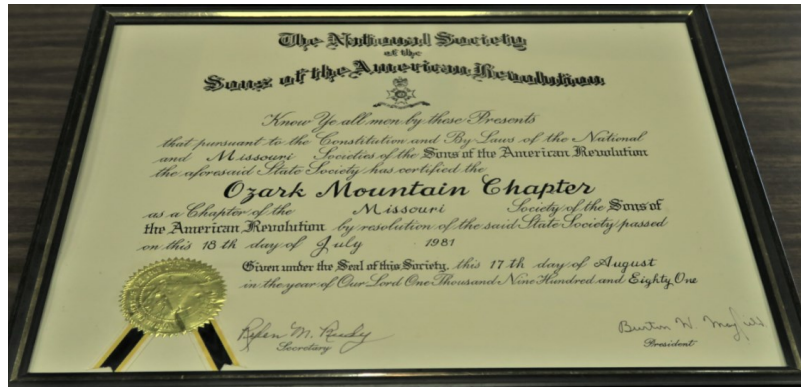 The National Society
of the
Sons of the American Revolution
Know Ye all men by these Presents
that pursuant to the Constitution and By-Laws of the National
and Missouri Societies of the Sons of the American Revolution
the aforesaid State Society has certified the
Ozark Mountain Chapter
as a Chapter of the Missouri Society of the Sons of
the American Revolution by resolution of the said State Society passed
on this 18 th day of July 1981
Given under the Seal of this Society, this 17 th day of August
in the year of Our Lord One Thousand Nine Hundred and Eighty One
M.
Secretary
Burton W
President